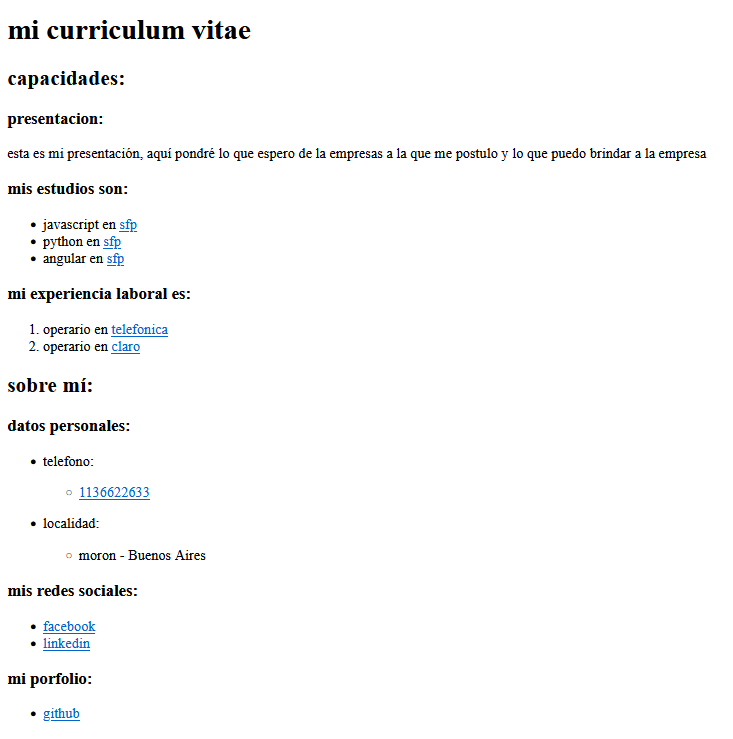 mi curriculum vitae
capacidades:
presentacion:
esta es mi presentación, aquí pondré lo que espero de la empresas a la que me postulo y lo que puedo brindar a la empresa
mis estudios son:
javascript en sfp
python en sfp
angular en sfp
mi experiencia laboral es:
1. operario en telefonica
2. operario en claro
sobre mí:
datos personales:
telefono:
1136622633
localidad:
moron - Buenos Aires
mis redes sociales:
facebook
linkedin
mi porfolio:
github